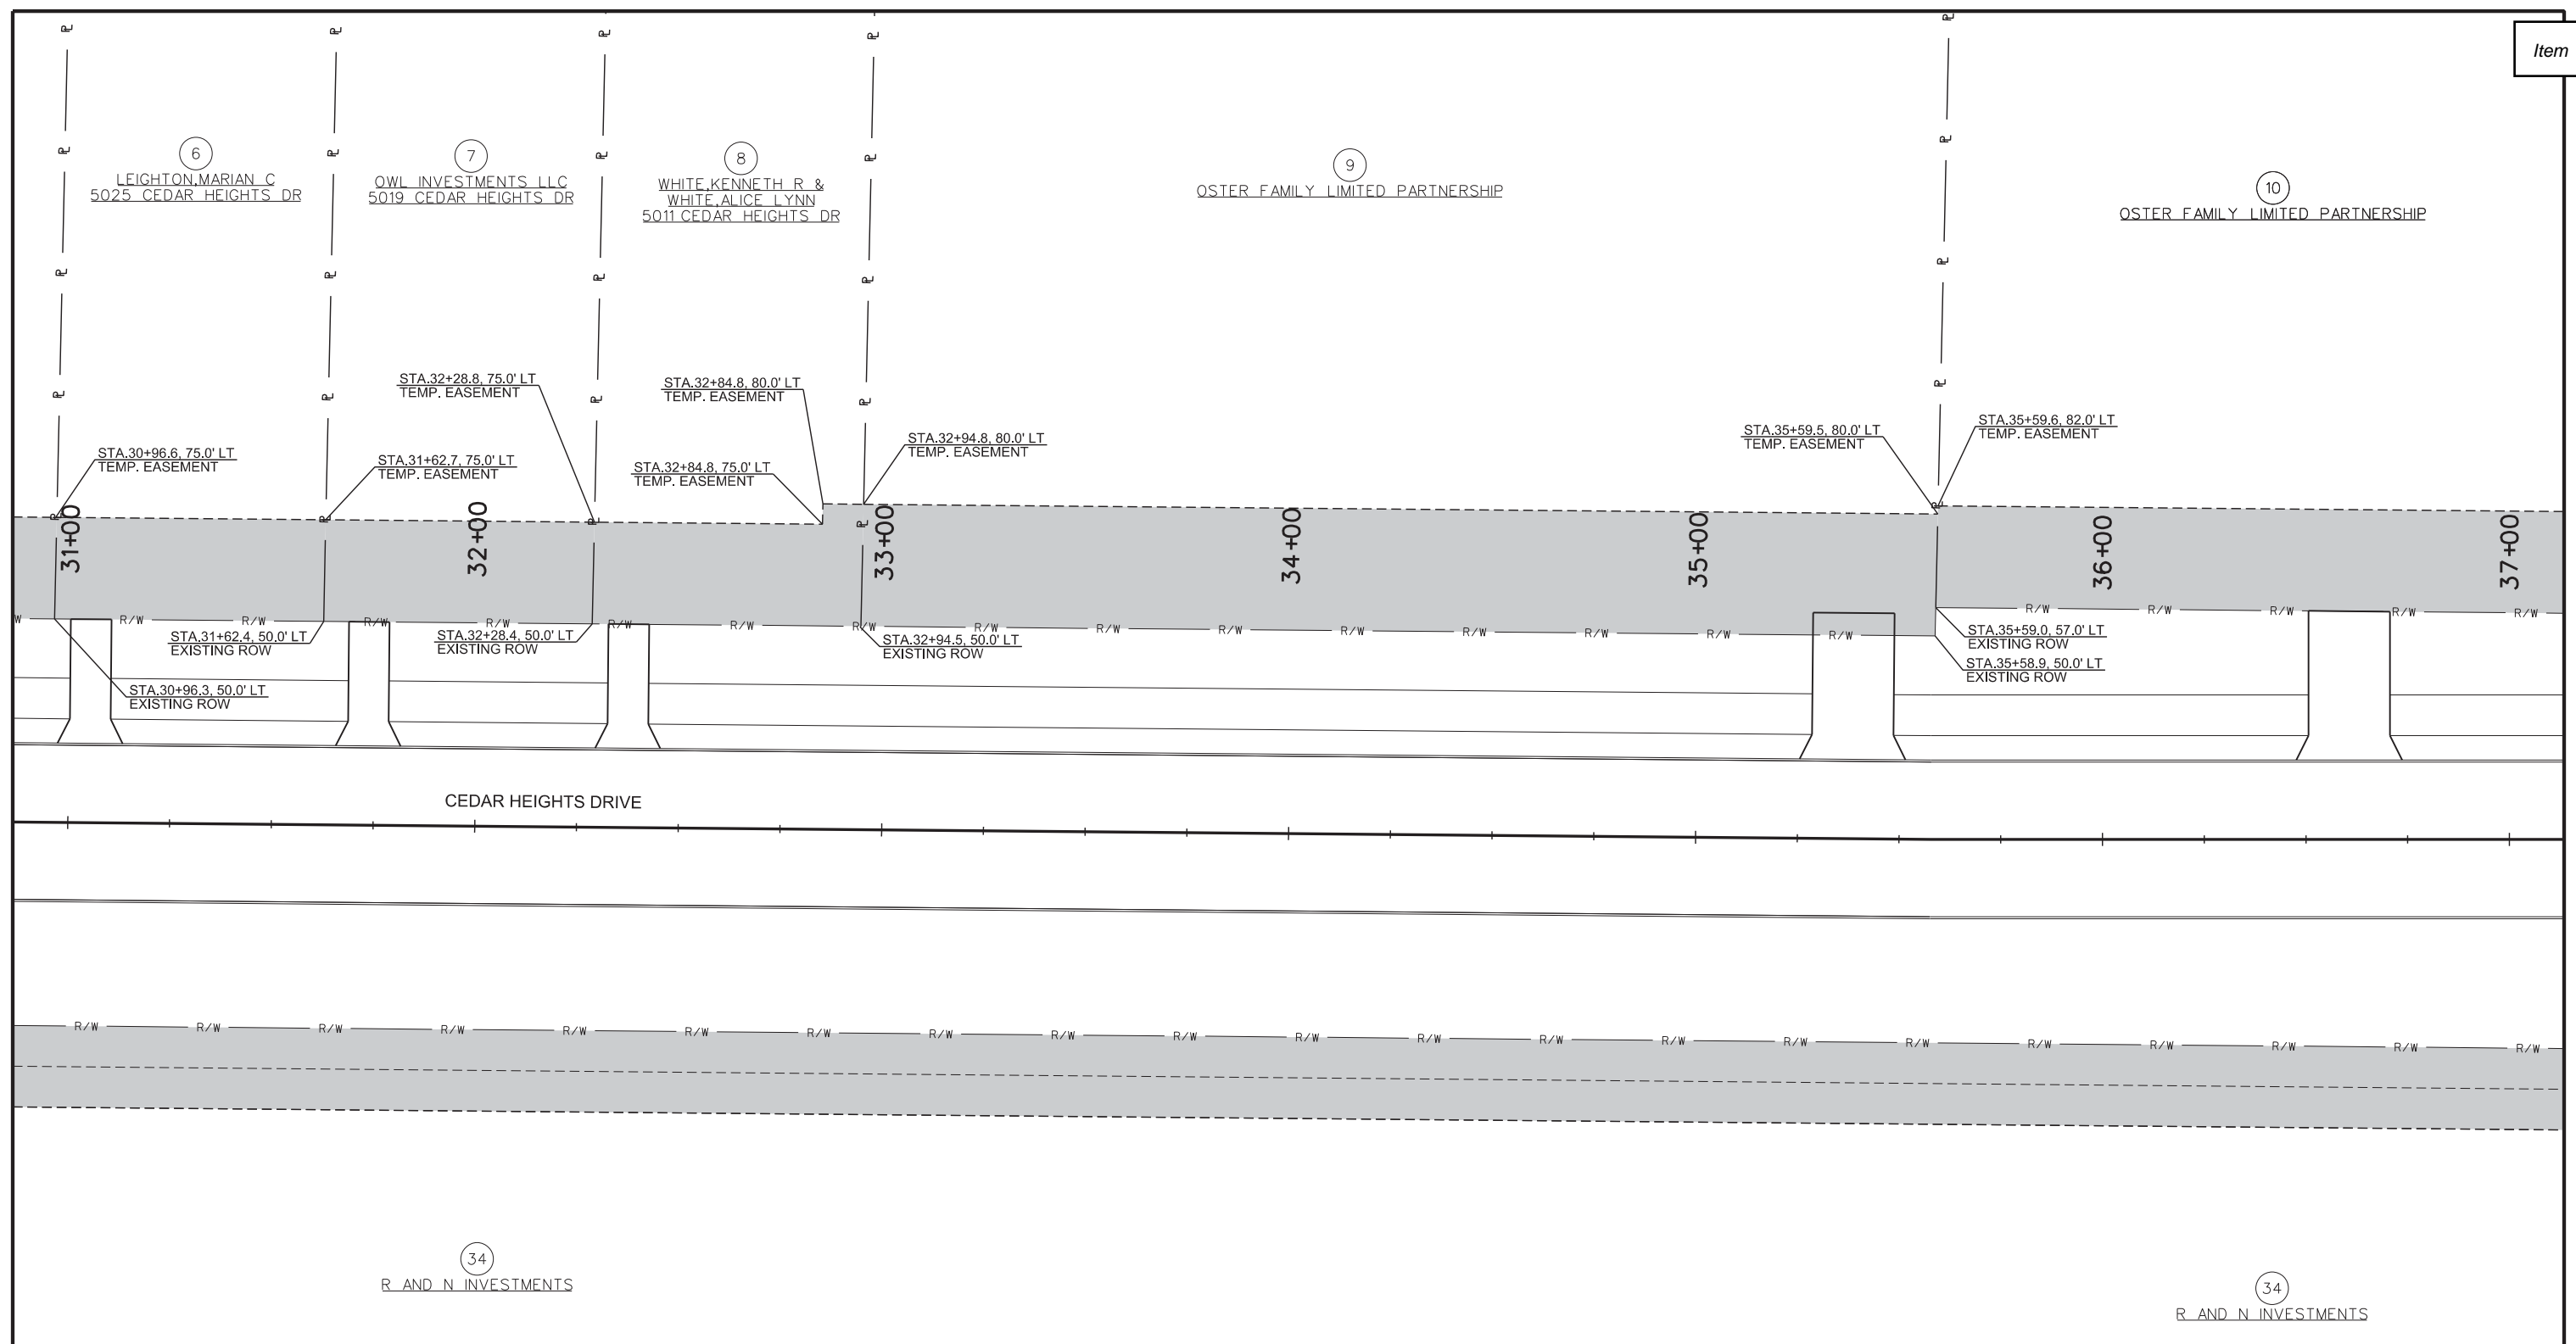 Item
6
LEIGHTON,MARIAN C
5025 CEDAR HEIGHTS DR
7
OWL INVESTMENTS LLC
5019 CEDAR HEIGHTS DR
8
WHITE,KENNETH R &
WHITE,ALICE LYNN
5011 CEDAR HEIGHTS DR
9
OSTER FAMILY LIMITED PARTNERSHIP
10
OSTER FAMILY LIMITED PARTNERSHIP
STA.30+96.6, 75.0' LT
TEMP. EASEMENT
STA.31+62.7, 75.0' LT
TEMP. EASEMENT
STA.32+28.8, 75.0' LT
TEMP. EASEMENT
STA.32+84.8, 80.0' LT
TEMP. EASEMENT
STA.32+84.8, 75.0' LT
TEMP. EASEMENT
STA.32+94.8, 80.0' LT
TEMP. EASEMENT
STA.35+59.5, 80.0' LT
TEMP. EASEMENT
STA.35+59.6, 82.0' LT
TEMP. EASEMENT
31+00
32+00
33+00
34+00
35+00
36+00
37+00
W R/W R/W R/W R/W R/W R/W R/W R/W R/W R/W R/W R/W R/W R/W R/W
R/W R/W R/W R/W R/W
STA.30+96.3, 50.0' LT
EXISTING ROW
STA.31+62.4, 50.0' LT
EXISTING ROW
STA.32+28.4, 50.0' LT
EXISTING ROW
STA.32+94.5, 50.0' LT
EXISTING ROW
STA.35+59.0, 57.0' LT
EXISTING ROW
STA.35+58.9, 50.0' LT
EXISTING ROW
CEDAR HEIGHTS DRIVE
R/W R/W R/W R/W R/W R/W R/W R/W R/W R/W R/W R/W R/W R/W R/W R/W R/W R/W R/W R/W R/W
34
R AND N INVESTMENTS
34
R AND N INVESTMENTS